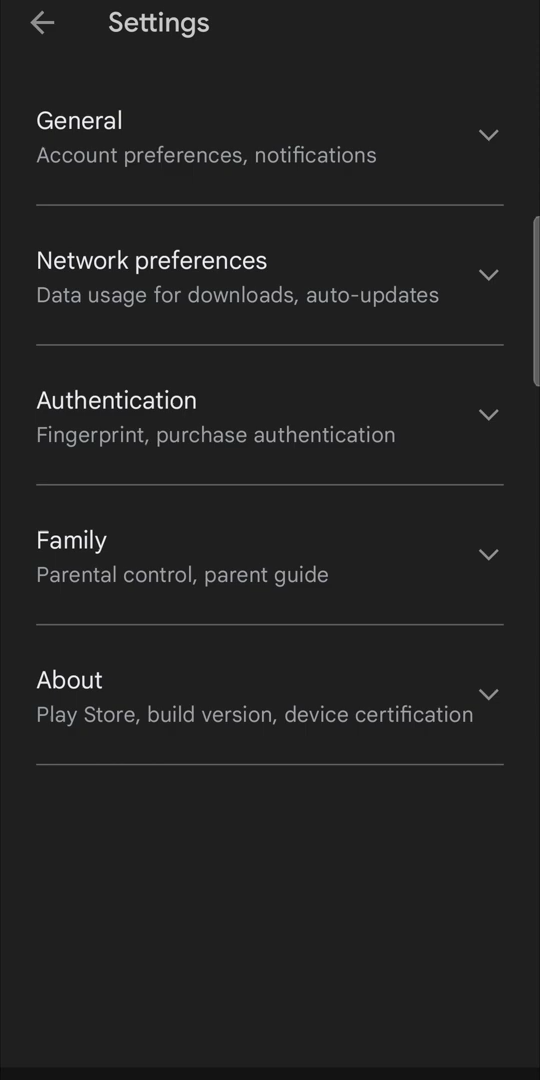 Settings
General
Account preferences, notifications
Network preferences
Data usage for downloads, auto-updates
Authentication
Fingerprint, purchase authentication
Family
Parental control, parent guide
About
Play Store, build version, device certification